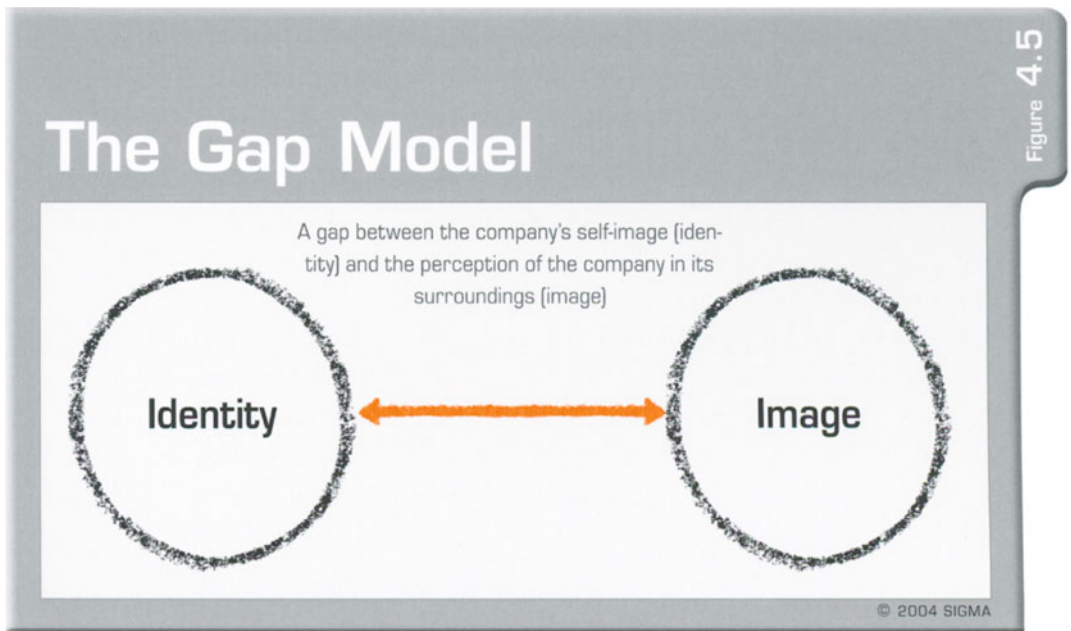 Figure 4.5
The Gap Model
A gap between the company's self-image (iden-
tity) and the perception of the company in its
surroundings (image)
Identity
Image
© 2004 SIGMA